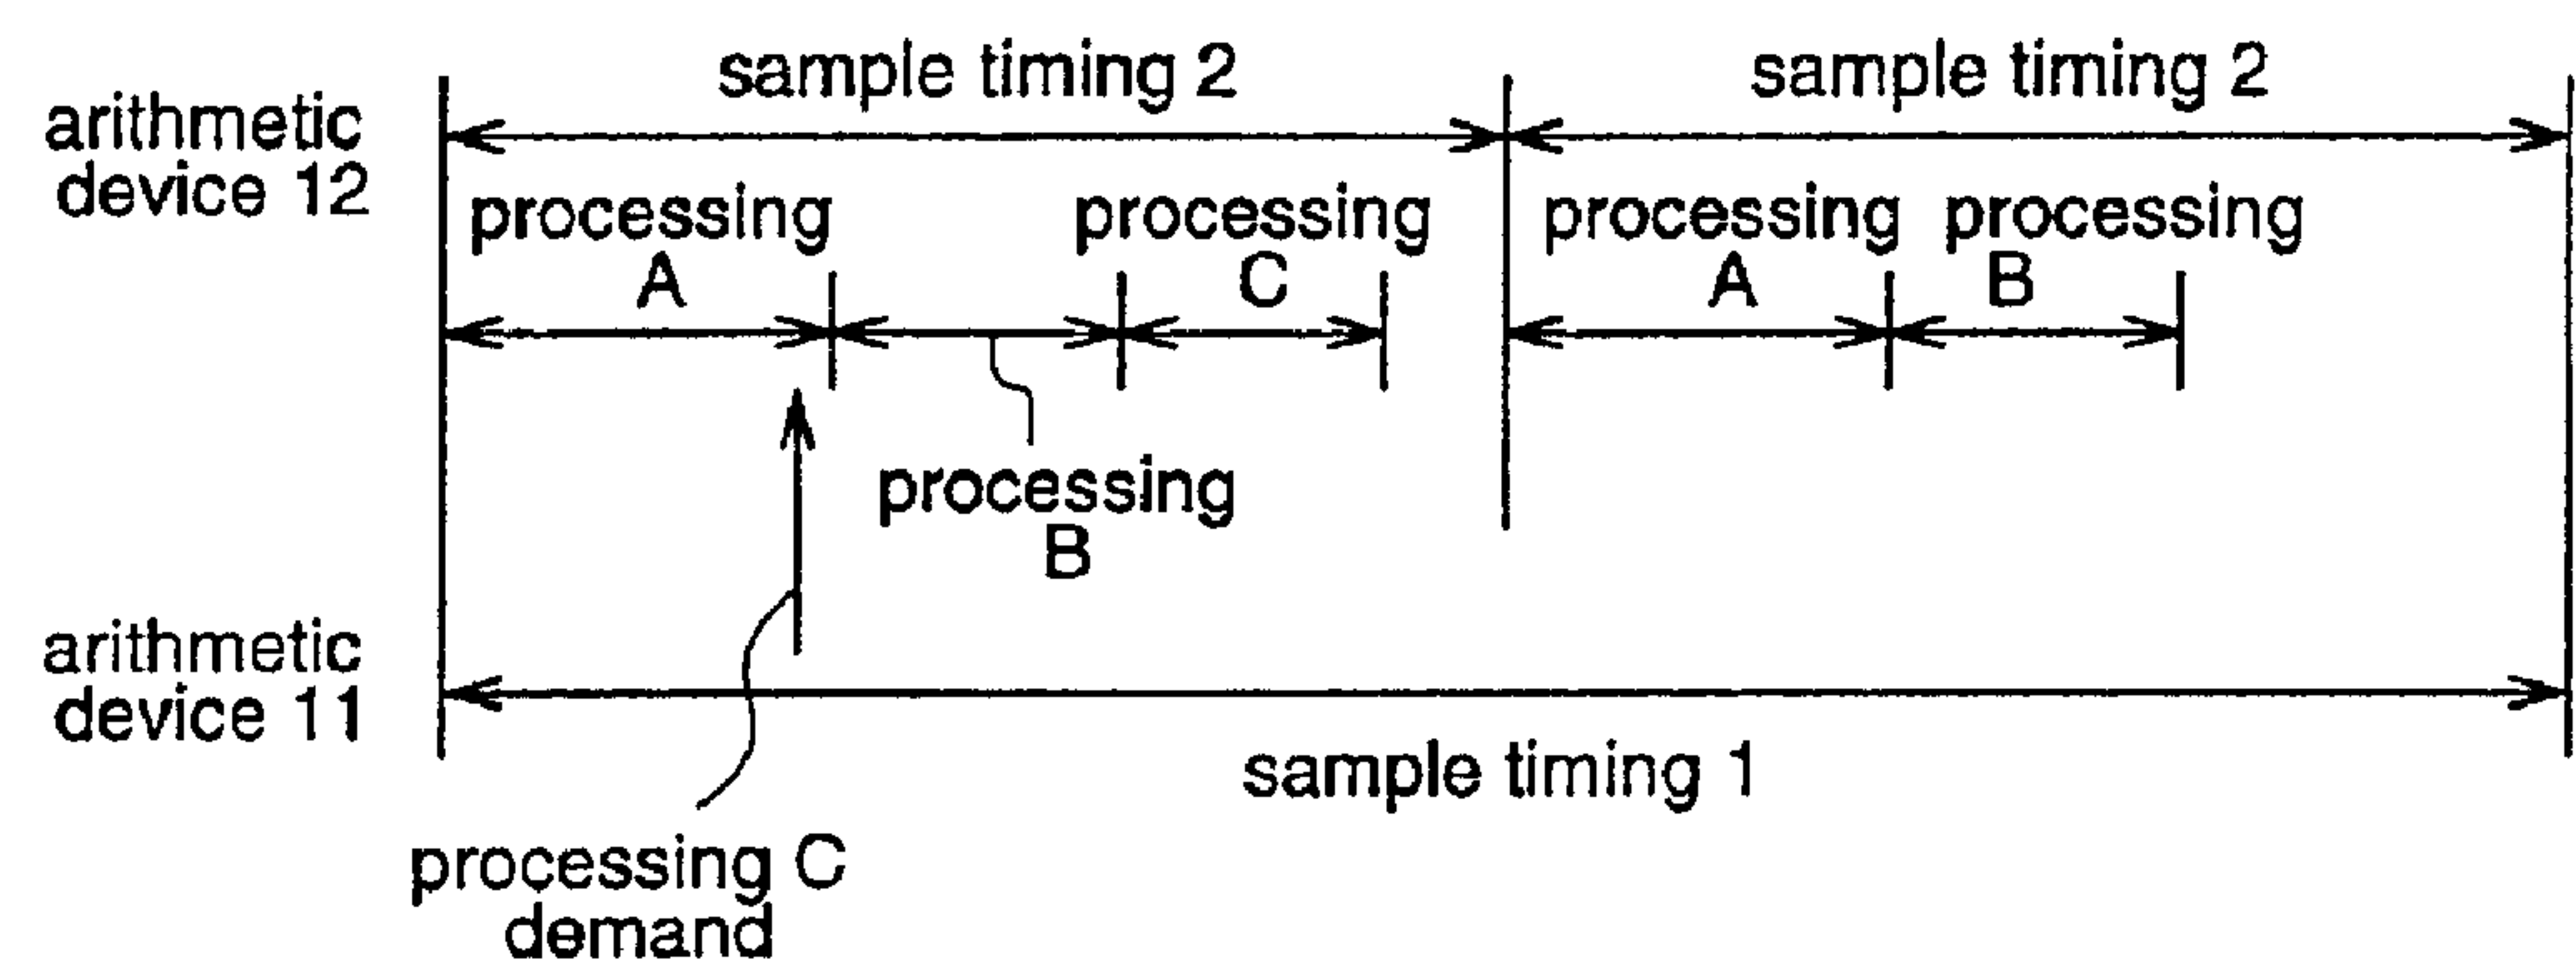 sample timing 2
sample timing 2
arithmetic
device 12
processing
A
processing
C
processing
A
processing
B
processing
B
arithmetic
device 11
sample timing 1
processing C
demand